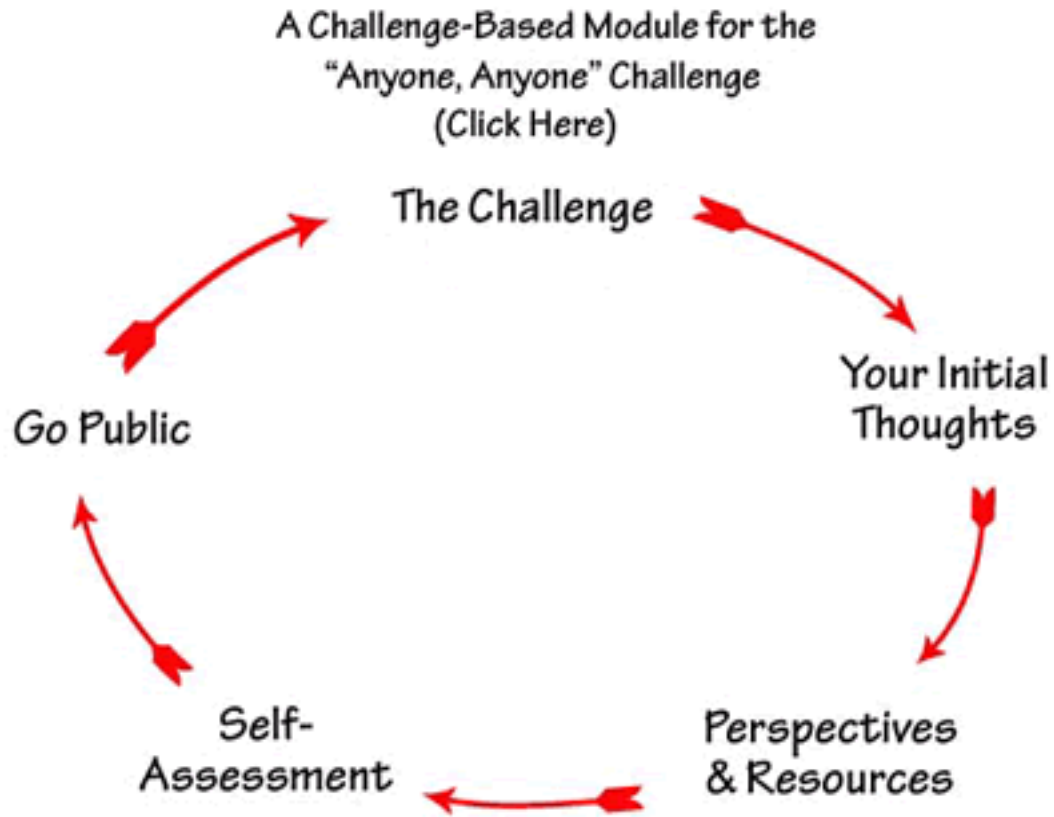 A Challenge-Based Module for the
“Anyone, Anyone” Challenge
(Click Here)
The Challenge
Your Initial
Thoughts
Perspectives
& Resources
Self-
Assessment
Go Public